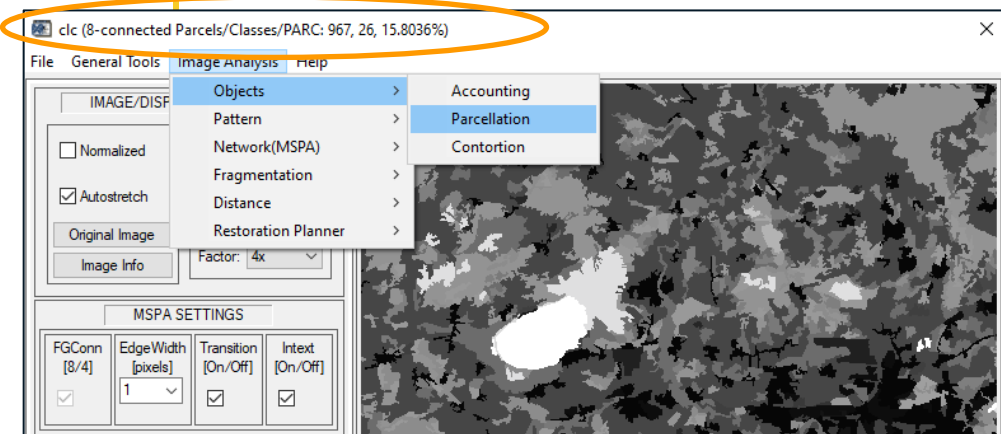 clc (8-connected Parcels/Classes/PARC: 967, 26, 15.8036%)
File General Tools Image Analysis Help
IMAGE/DISP
Normalized
Autostretch
Original Image
Image Info
Factor: 4x
Objects
Pattern
Network(MSPA)
Fragmentation
Distance
Restoration Planner
Accounting
Parcellation
Contortion
MSPA SETTINGS
FGConn [8/4]
EdgeWidth [pixels]
1
Transition [On/Off]
Intext [On/Off]